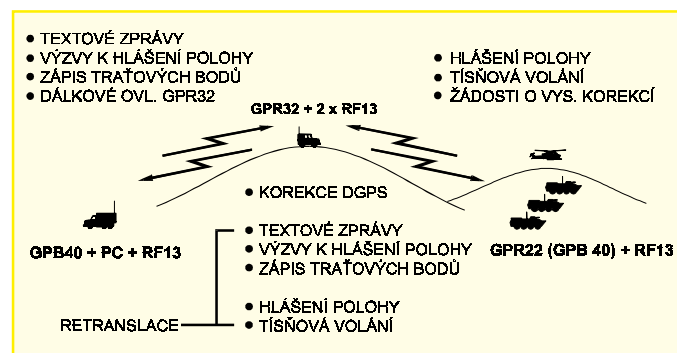 ● TEXTOVÉ ZPRÁVY
● VÝZVY K HLÁŠENÍ POLOHY
● ZÁPIS TRAŤOVÝCH BODŮ
● DÁLKOVÉ OVL. GPR32
● HLÁŠENÍ POLOHY
● TÍSŇOVÁ VOLÁNÍ
● ŽÁDOSTI O VYS. KOREKCÍ
GPR32 + 2 x RF13
● KOREKCE DGPS
GPB40 + PC + RF13
● TEXTOVÉ ZPRÁVY
● VÝZVY K HLÁŠENÍ POLOHY
● ZÁPIS TRAŤOVÝCH BODŮ
GPR22 (GPB 40) + RF13
RETRANSLACE
● HLÁŠENÍ POLOHY
● TÍSŇOVÁ VOLÁNÍ